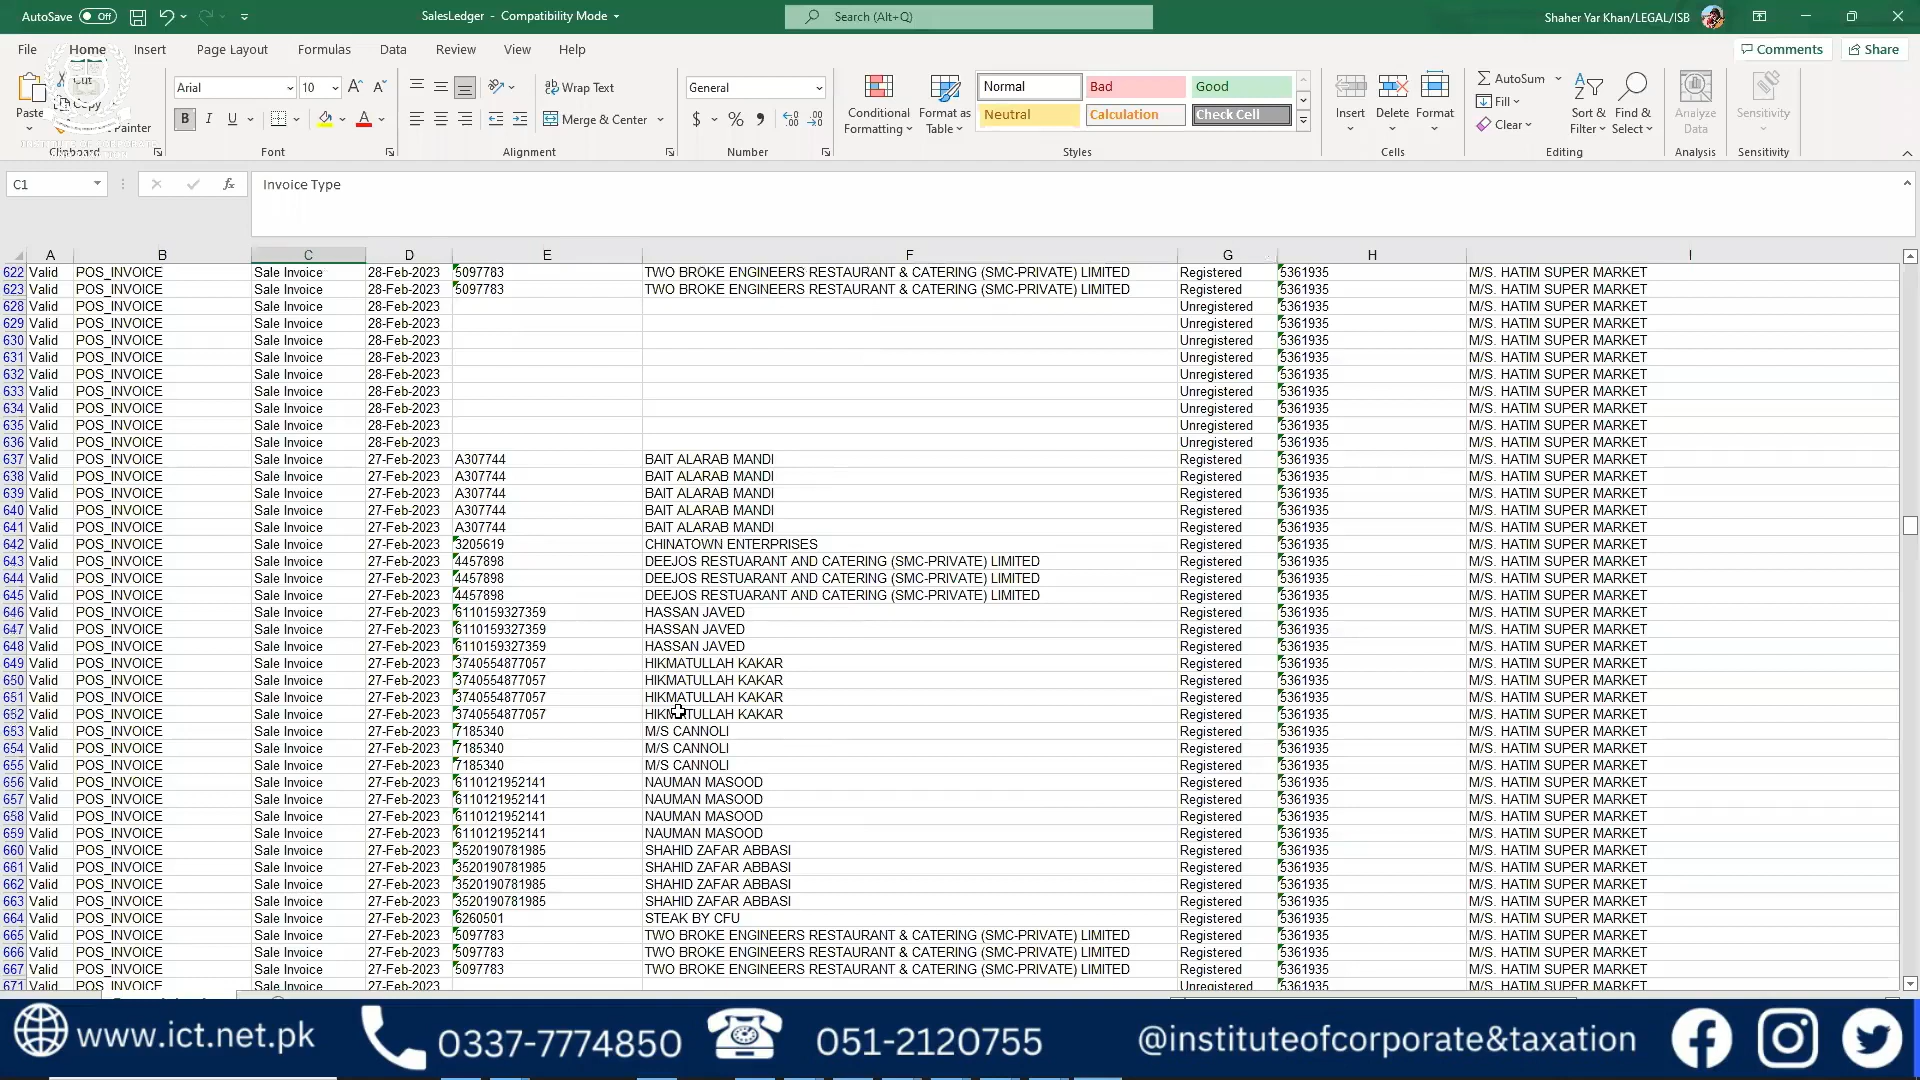 AutoSave Off SalesLedger - Compatibility Mode Search (Alt+Q) Shaher Yar Khan/LEGAL/ISB
File Home Insert Page Layout Formulas Data Review View Help Comments Share
Cut
Copy
Paste
Painter
Clipboard
Arial 10
B I U
Font
Wrap Text
Merge & Center
Alignment
General
$ % ,
Number
Conditional Formatting
Format as Table
Normal Bad Good
Neutral Calculation Check Cell
Styles
Insert Delete Format
Cells
AutoSum
Fill
Clear
Sort & Filter
Find & Select
Editing
Analyze Data
Analysis
Sensitivity
Sensitivity
C1 fx Invoice Type
A B C D E F G H I
622 Valid POS_INVOICE Sale Invoice 28-Feb-2023 5097783 TWO BROKE ENGINEERS RESTAURANT & CATERING (SMC-PRIVATE) LIMITED Registered 5361935 M/S. HATIM SUPER MARKET
623 Valid POS_INVOICE Sale Invoice 28-Feb-2023 5097783 TWO BROKE ENGINEERS RESTAURANT & CATERING (SMC-PRIVATE) LIMITED Registered 5361935 M/S. HATIM SUPER MARKET
628 Valid POS_INVOICE Sale Invoice 28-Feb-2023 Unregistered 5361935 M/S. HATIM SUPER MARKET
629 Valid POS_INVOICE Sale Invoice 28-Feb-2023 Unregistered 5361935 M/S. HATIM SUPER MARKET
630 Valid POS_INVOICE Sale Invoice 28-Feb-2023 Unregistered 5361935 M/S. HATIM SUPER MARKET
631 Valid POS_INVOICE Sale Invoice 28-Feb-2023 Unregistered 5361935 M/S. HATIM SUPER MARKET
632 Valid POS_INVOICE Sale Invoice 28-Feb-2023 Unregistered 5361935 M/S. HATIM SUPER MARKET
633 Valid POS_INVOICE Sale Invoice 28-Feb-2023 Unregistered 5361935 M/S. HATIM SUPER MARKET
634 Valid POS_INVOICE Sale Invoice 28-Feb-2023 Unregistered 5361935 M/S. HATIM SUPER MARKET
635 Valid POS_INVOICE Sale Invoice 28-Feb-2023 Unregistered 5361935 M/S. HATIM SUPER MARKET
636 Valid POS_INVOICE Sale Invoice 28-Feb-2023 Unregistered 5361935 M/S. HATIM SUPER MARKET
637 Valid POS_INVOICE Sale Invoice 27-Feb-2023 A307744 BAIT ALARAB MANDI Registered 5361935 M/S. HATIM SUPER MARKET
638 Valid POS_INVOICE Sale Invoice 27-Feb-2023 A307744 BAIT ALARAB MANDI Registered 5361935 M/S. HATIM SUPER MARKET
639 Valid POS_INVOICE Sale Invoice 27-Feb-2023 A307744 BAIT ALARAB MANDI Registered 5361935 M/S. HATIM SUPER MARKET
640 Valid POS_INVOICE Sale Invoice 27-Feb-2023 A307744 BAIT ALARAB MANDI Registered 5361935 M/S. HATIM SUPER MARKET
641 Valid POS_INVOICE Sale Invoice 27-Feb-2023 A307744 BAIT ALARAB MANDI Registered 5361935 M/S. HATIM SUPER MARKET
642 Valid POS_INVOICE Sale Invoice 27-Feb-2023 3205619 CHINATOWN ENTERPRISES Registered 5361935 M/S. HATIM SUPER MARKET
643 Valid POS_INVOICE Sale Invoice 27-Feb-2023 4457898 DEEJOS RESTUARANT AND CATERING (SMC-PRIVATE) LIMITED Registered 5361935 M/S. HATIM SUPER MARKET
644 Valid POS_INVOICE Sale Invoice 27-Feb-2023 4457898 DEEJOS RESTUARANT AND CATERING (SMC-PRIVATE) LIMITED Registered 5361935 M/S. HATIM SUPER MARKET
645 Valid POS_INVOICE Sale Invoice 27-Feb-2023 4457898 DEEJOS RESTUARANT AND CATERING (SMC-PRIVATE) LIMITED Registered 5361935 M/S. HATIM SUPER MARKET
646 Valid POS_INVOICE Sale Invoice 27-Feb-2023 6110159327359 HASSAN JAVED Registered 5361935 M/S. HATIM SUPER MARKET
647 Valid POS_INVOICE Sale Invoice 27-Feb-2023 6110159327359 HASSAN JAVED Registered 5361935 M/S. HATIM SUPER MARKET
648 Valid POS_INVOICE Sale Invoice 27-Feb-2023 6110159327359 HASSAN JAVED Registered 5361935 M/S. HATIM SUPER MARKET
649 Valid POS_INVOICE Sale Invoice 27-Feb-2023 3740554877057 HIKMATULLAH KAKAR Registered 5361935 M/S. HATIM SUPER MARKET
650 Valid POS_INVOICE Sale Invoice 27-Feb-2023 3740554877057 HIKMATULLAH KAKAR Registered 5361935 M/S. HATIM SUPER MARKET
651 Valid POS_INVOICE Sale Invoice 27-Feb-2023 3740554877057 HIKMATULLAH KAKAR Registered 5361935 M/S. HATIM SUPER MARKET
652 Valid POS_INVOICE Sale Invoice 27-Feb-2023 3740554877057 HIKMATULLAH KAKAR Registered 5361935 M/S. HATIM SUPER MARKET
653 Valid POS_INVOICE Sale Invoice 27-Feb-2023 7185340 M/S CANNOLI Registered 5361935 M/S. HATIM SUPER MARKET
654 Valid POS_INVOICE Sale Invoice 27-Feb-2023 7185340 M/S CANNOLI Registered 5361935 M/S. HATIM SUPER MARKET
655 Valid POS_INVOICE Sale Invoice 27-Feb-2023 7185340 M/S CANNOLI Registered 5361935 M/S. HATIM SUPER MARKET
656 Valid POS_INVOICE Sale Invoice 27-Feb-2023 6110121952141 NAUMAN MASOOD Registered 5361935 M/S. HATIM SUPER MARKET
657 Valid POS_INVOICE Sale Invoice 27-Feb-2023 6110121952141 NAUMAN MASOOD Registered 5361935 M/S. HATIM SUPER MARKET
658 Valid POS_INVOICE Sale Invoice 27-Feb-2023 6110121952141 NAUMAN MASOOD Registered 5361935 M/S. HATIM SUPER MARKET
659 Valid POS_INVOICE Sale Invoice 27-Feb-2023 6110121952141 NAUMAN MASOOD Registered 5361935 M/S. HATIM SUPER MARKET
660 Valid POS_INVOICE Sale Invoice 27-Feb-2023 3520190781985 SHAHID ZAFAR ABBASI Registered 5361935 M/S. HATIM SUPER MARKET
661 Valid POS_INVOICE Sale Invoice 27-Feb-2023 3520190781985 SHAHID ZAFAR ABBASI Registered 5361935 M/S. HATIM SUPER MARKET
662 Valid POS_INVOICE Sale Invoice 27-Feb-2023 3520190781985 SHAHID ZAFAR ABBASI Registered 5361935 M/S. HATIM SUPER MARKET
663 Valid POS_INVOICE Sale Invoice 27-Feb-2023 3520190781985 SHAHID ZAFAR ABBASI Registered 5361935 M/S. HATIM SUPER MARKET
664 Valid POS_INVOICE Sale Invoice 27-Feb-2023 6260501 STEAK BY CFU Registered 5361935 M/S. HATIM SUPER MARKET
665 Valid POS_INVOICE Sale Invoice 27-Feb-2023 5097783 TWO BROKE ENGINEERS RESTAURANT & CATERING (SMC-PRIVATE) LIMITED Registered 5361935 M/S. HATIM SUPER MARKET
666 Valid POS_INVOICE Sale Invoice 27-Feb-2023 5097783 TWO BROKE ENGINEERS RESTAURANT & CATERING (SMC-PRIVATE) LIMITED Registered 5361935 M/S. HATIM SUPER MARKET
667 Valid POS_INVOICE Sale Invoice 27-Feb-2023 5097783 TWO BROKE ENGINEERS RESTAURANT & CATERING (SMC-PRIVATE) LIMITED Registered 5361935 M/S. HATIM SUPER MARKET
671 Valid POS_INVOICE Sale Invoice 27-Feb-2023 Unregistered 5361935 M/S. HATIM SUPER MARKET
www.ict.net.pk 0337-7774850 051-2120755 @instituteofcorporate&taxation